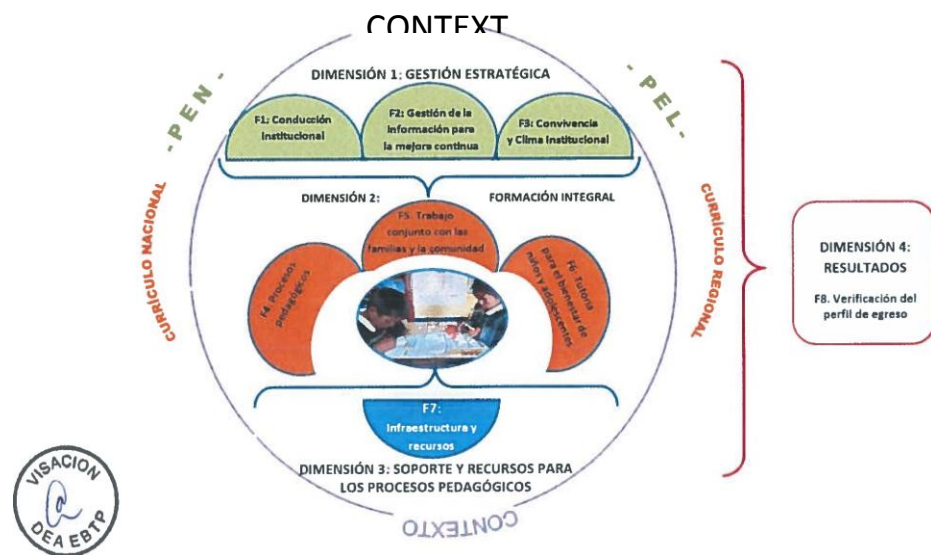 CONTEXT
DIMENSIÓN 1: GESTIÓN ESTRATÉGICA
- PEN -
- PEL -
F1: Conducción
Institucional
F2: Gestión de la
información para
la mejora continua
F3: Convivencia
y Clima Institucional
CURRÍCULO NACIONAL
CURRÍCULO REGIONAL
DIMENSIÓN 2:
FORMACIÓN INTEGRAL
F5. Trabajo
conjunto con las
familias y la comunidad
F4: Procesos
pedagógicos
F6: Tutoría
para el bienestar de
niños y adolescentes
DIMENSIÓN 4:
RESULTADOS
F8. Verificación del
perfil de egreso
F7:
Infraestructura y
recursos
DIMENSIÓN 3: SOPORTE Y RECURSOS PARA
LOS PROCESOS PEDAGÓGICOS
CONTEXTO
VISACION
DEA EBTP